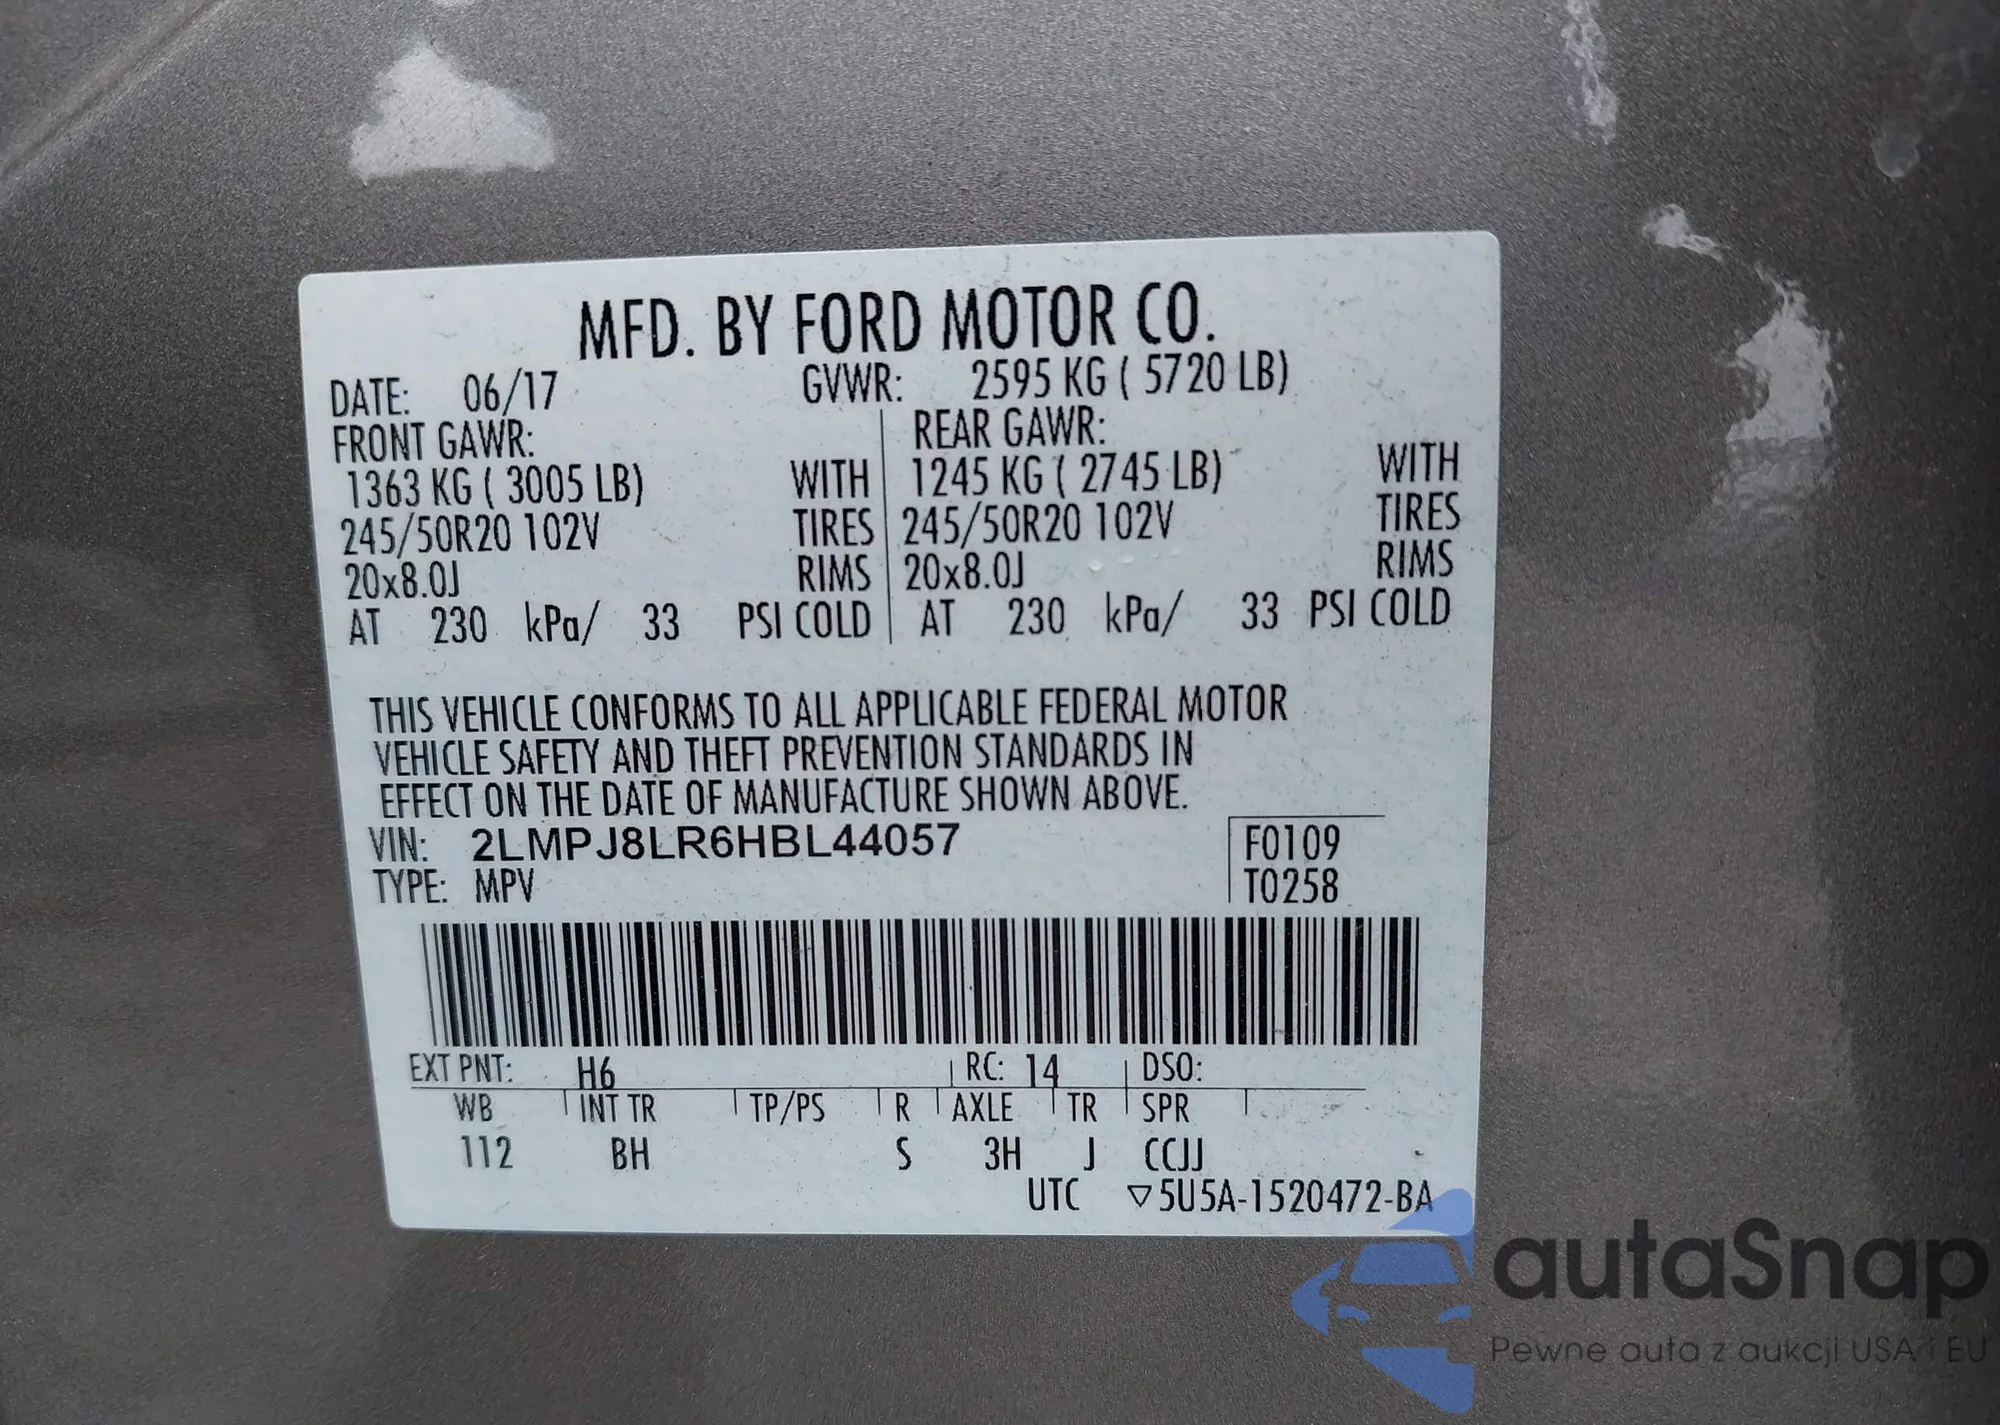 MFD. BY FORD MOTOR CO.
DATE: 06/17 GVWR: 2595 KG ( 5720 LB)
FRONT GAWR: REAR GAWR:
1363 KG ( 3005 LB) WITH 1245 KG ( 2745 LB) WITH
245/50R20 102V TIRES 245/50R20 102V TIRES
20x8.0J RIMS 20x8.0J RIMS
AT 230 kPa/ 33 PSI COLD AT 230 kPa/ 33 PSI COLD
THIS VEHICLE CONFORMS TO ALL APPLICABLE FEDERAL MOTOR
VEHICLE SAFETY AND THEFT PREVENTION STANDARDS IN
EFFECT ON THE DATE OF MANUFACTURE SHOWN ABOVE.
VIN: 2LMPJ8LR6HBL44057 F0109
TYPE: MPV T0258
EXT PNT: H6 RC: 14 DSO:
WB INT TR TP/PS R AXLE TR SPR
112 BH S 3H J CCJJ
UTC ▽5U5A-1520472-BA
autaSnap
Pewne auta z aukcji USA i EU